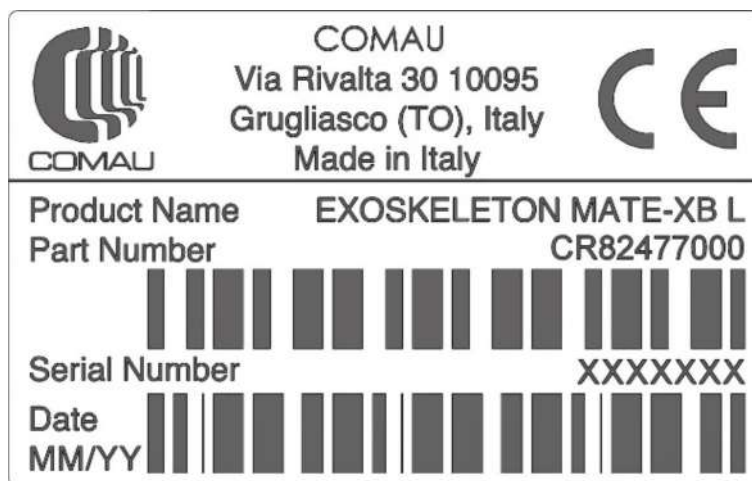 COMAU
COMAU
Via Rivalta 30 10095
Grugliasco (TO), Italy
Made in Italy
CE
Product Name EXOSKELETON MATE-XB L
Part Number CR82477000
Serial Number XXXXXXX
Date
MM/YY